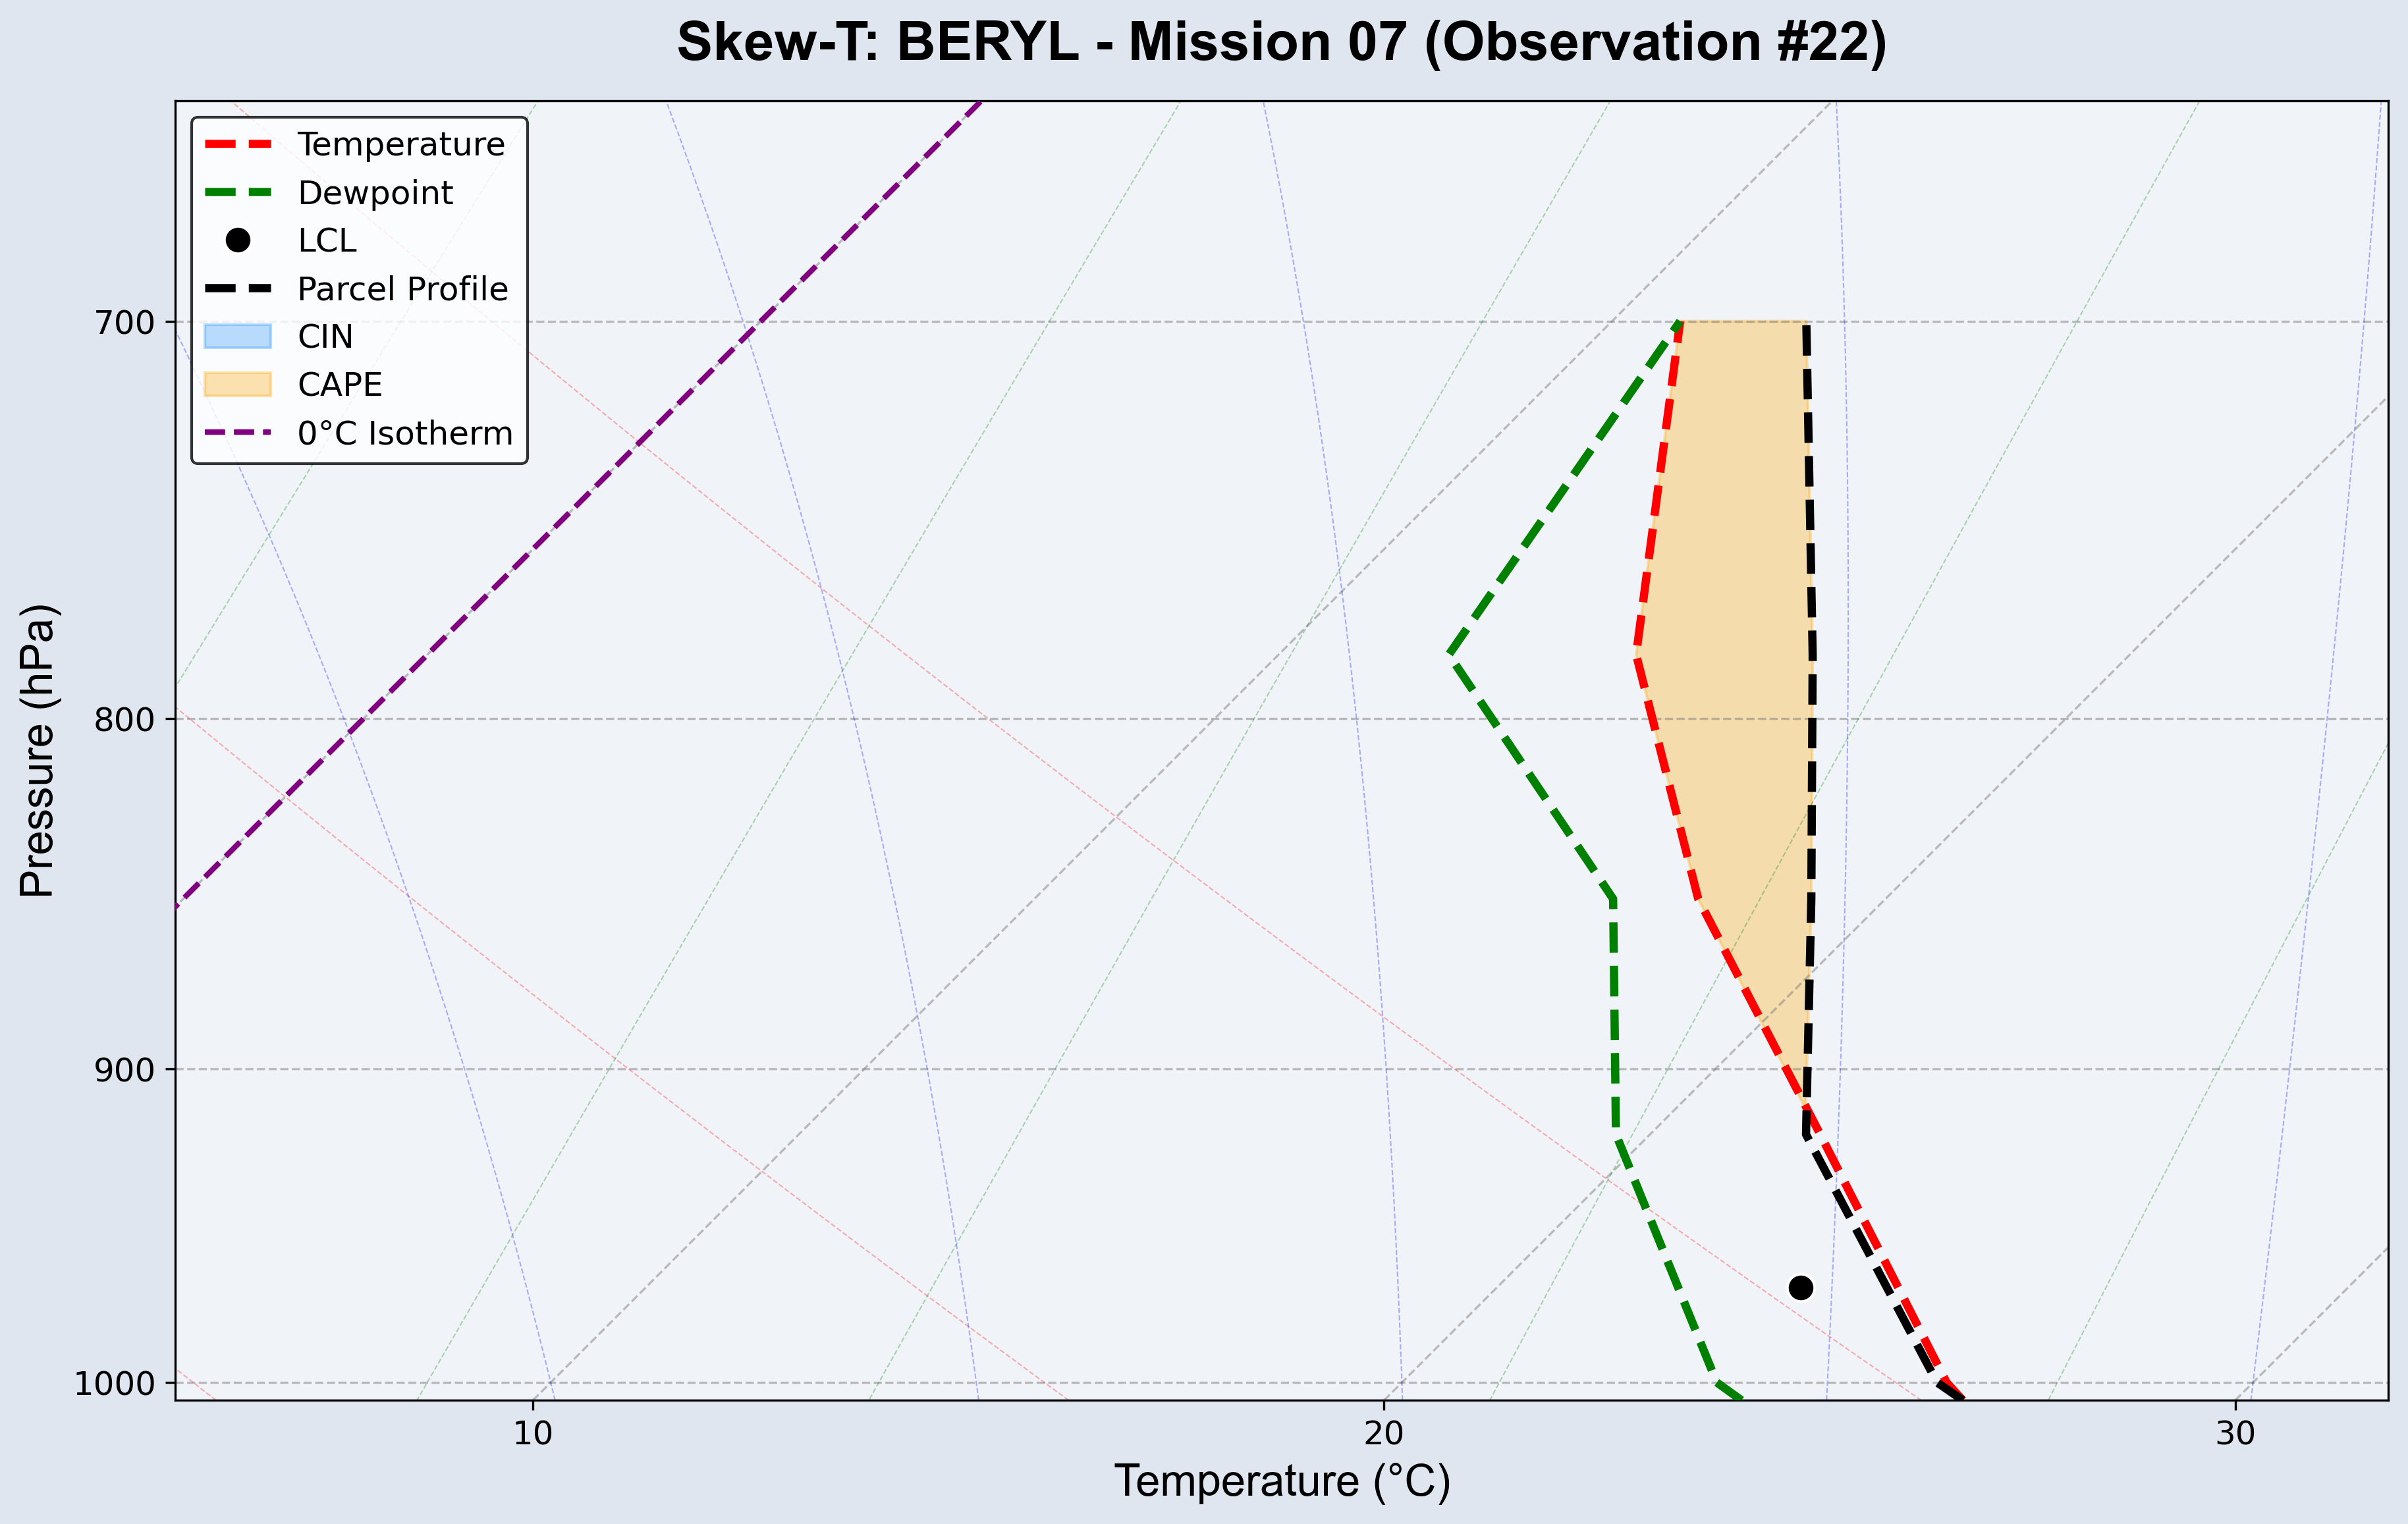 Skew-T: BERYL - Mission 07 (Observation #22)
Temperature
Dewpoint
LCL
Parcel Profile
CIN
CAPE
0°C Isotherm
700
800
900
1000
Pressure (hPa)
10
20
30
Temperature (°C)